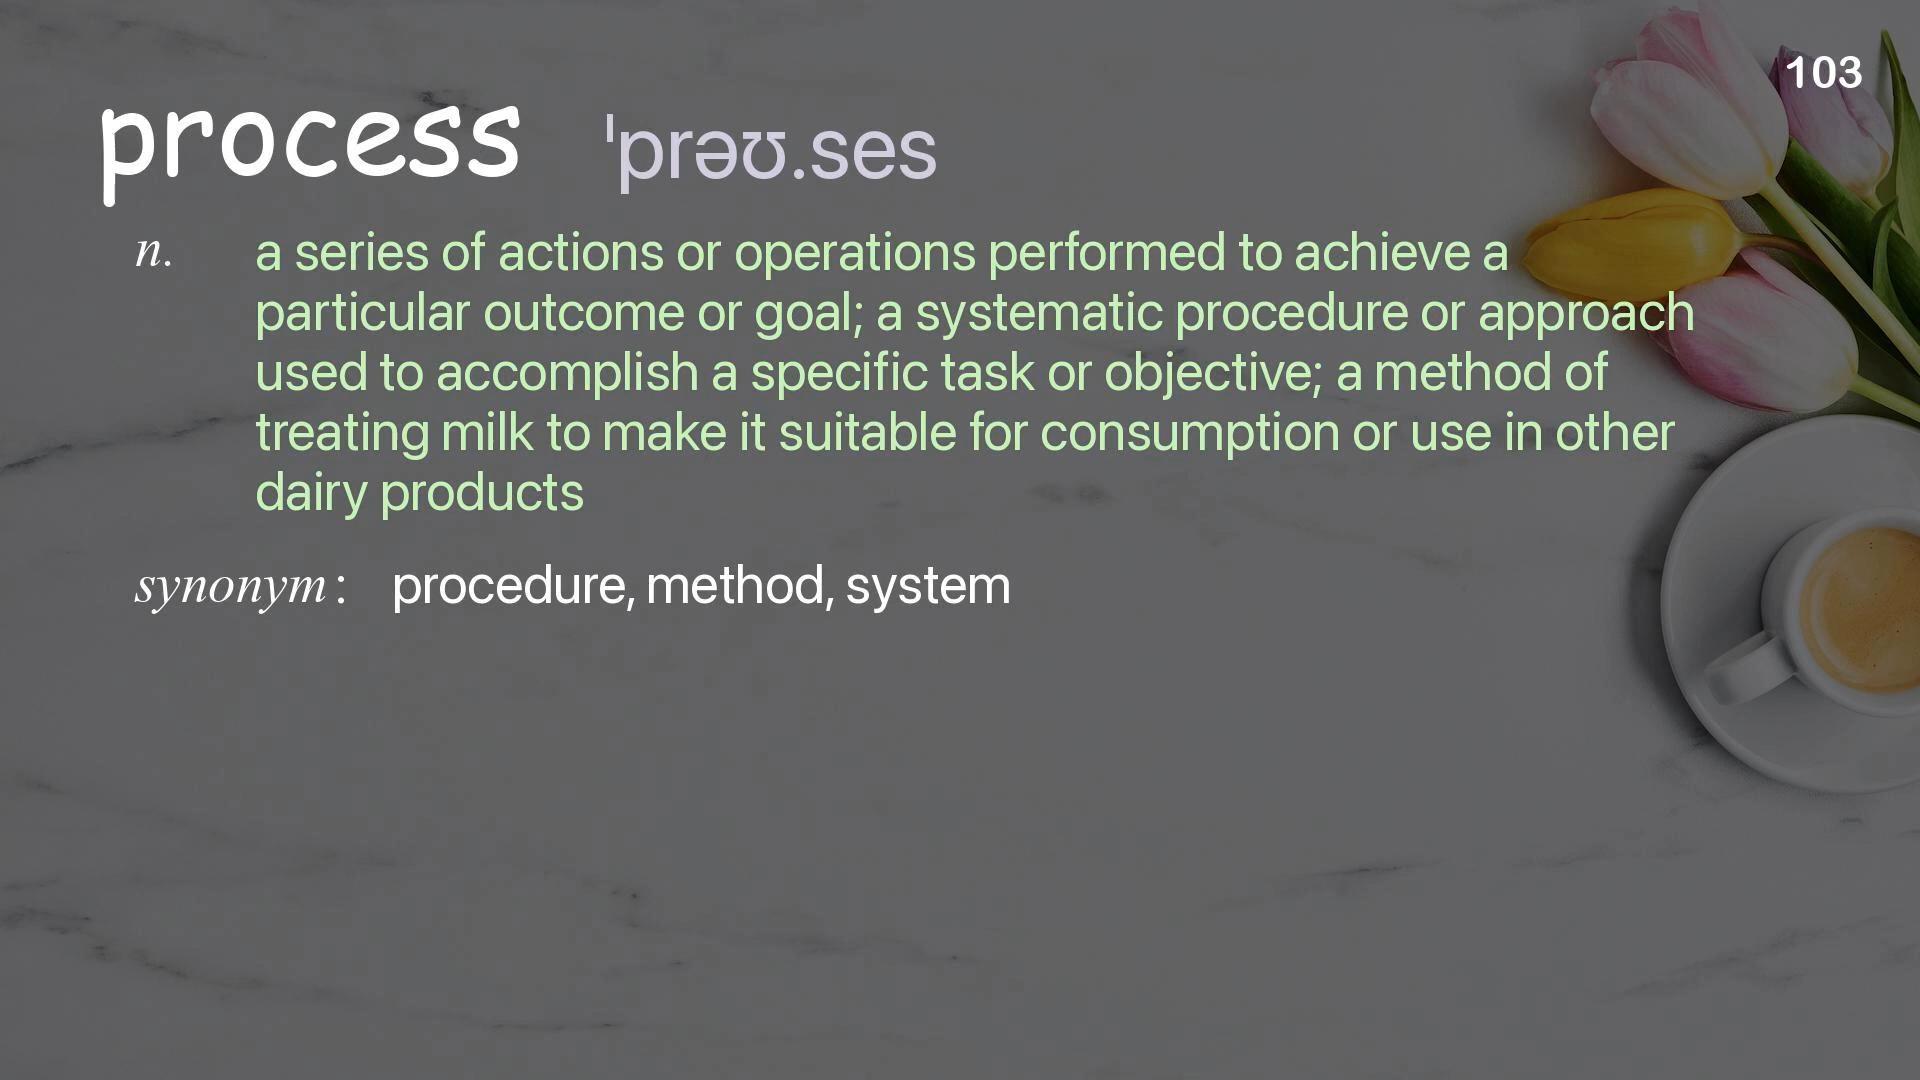 103
process ˈprəʊ.ses
n. a series of actions or operations performed to achieve a
particular outcome or goal; a systematic procedure or approach
used to accomplish a specific task or objective; a method of
treating milk to make it suitable for consumption or use in other
dairy products
synonym: procedure, method, system